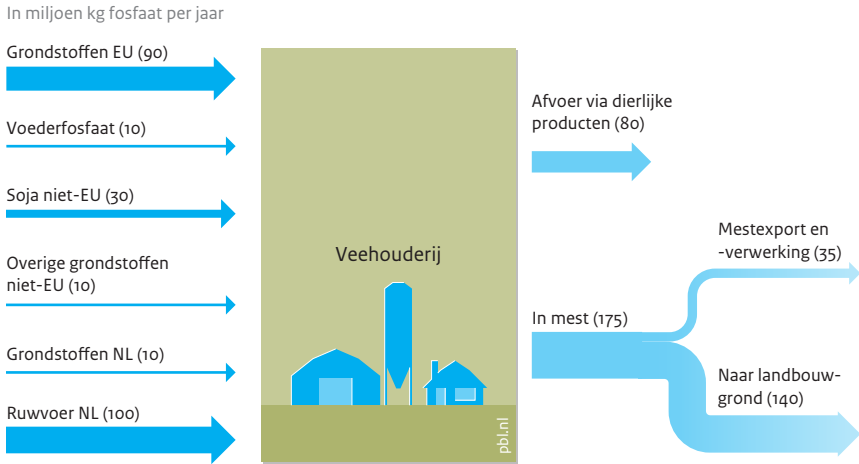 In miljoen kg fosfaat per jaar
Grondstoffen EU (90)
Voederfosfaat (10)
Soja niet-EU (30)
Overige grondstoffen
niet-EU (10)
Grondstoffen NL (10)
Ruwvoer NL (100)
Veehouderij
pbl.nl
Afvoer via dierlijke
producten (80)
In mest (175)
Mestexport en
-verwerking (35)
Naar landbouw-
grond (140)